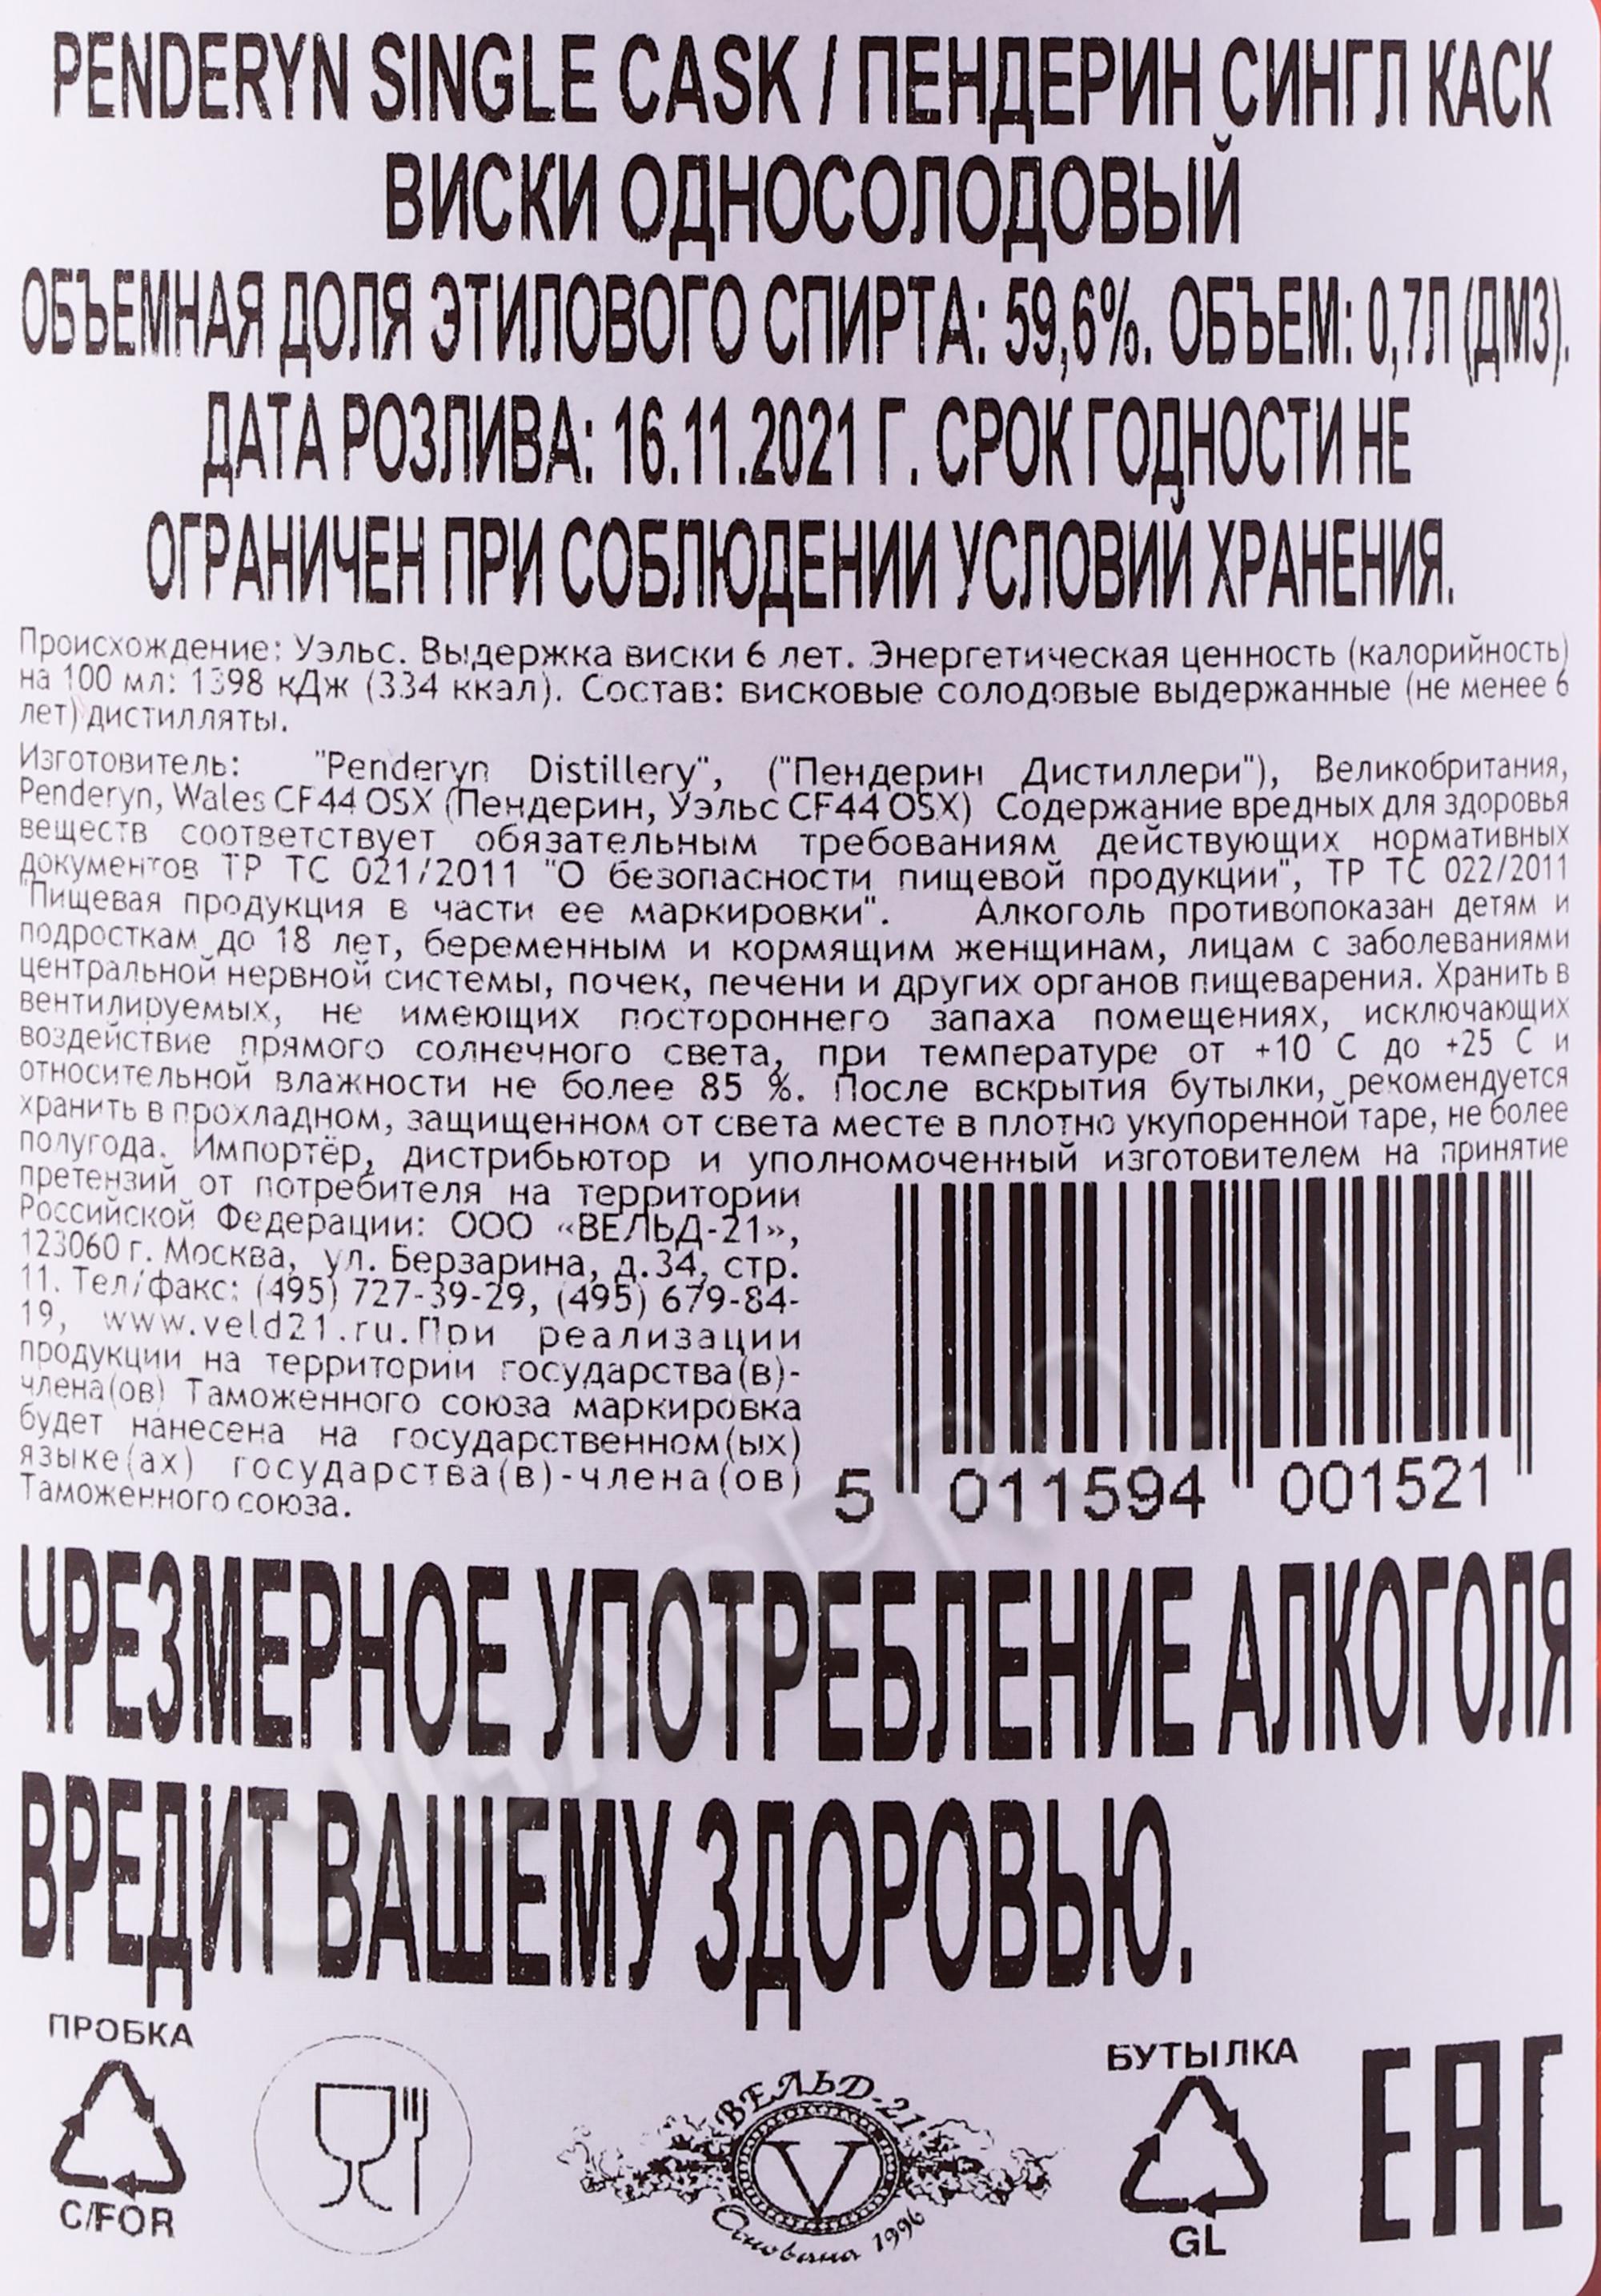 PENDERYN SINGLE CASK / ПЕНДЕРИН СИНГЛ КАСК
ВИСКИ ОДНОСОЛОДОВЫЙ
ОБЪЕМНАЯ ДОЛЯ ЭТИЛОВОГО СПИРТА: 59,6%. ОБЪЕМ: 0,7Л (ДМ3).
ДАТА РОЗЛИВА: 16.11.2021 Г. СРОК ГОДНОСТИ НЕ
ОГРАНИЧЕН ПРИ СОБЛЮДЕНИИ УСЛОВИЙ ХРАНЕНИЯ.
Происхождение: Уэльс. Выдержка виски 6 лет. Энергетическая ценность (калорийность)
на 100 мл: 1398 кДж (334 ккал). Состав: висковые солодовые выдержанные (не менее 6
лет) дистилляты.
Изготовитель: "Penderyn Distillery", ("Пендерин Дистиллери"), Великобритания,
Penderyn, Wales CF44 OSX (Пендерин, Уэльс CF44 OSX) Содержание вредных для здоровья
веществ соответствует обязательным требованиям действующих нормативных
документов ТР ТС 021/2011 "О безопасности пищевой продукции", ТР ТС 022/2011
"Пищевая продукция в части ее маркировки". Алкоголь противопоказан детям и
подросткам до 18 лет, беременным и кормящим женщинам, лицам с заболеваниями
центральной нервной системы, почек, печени и других органов пищеварения. Хранить в
вентилируемых, не имеющих постороннего запаха помещениях, исключающих
воздействие прямого солнечного света, при температуре от +10 С до +25 С и
относительной влажности не более 85 %. После вскрытия бутылки, рекомендуется
хранить в прохладном, защищенном от света месте в плотно укупоренной таре, не более
полугода. Импортёр, дистрибьютор и уполномоченный изготовителем на принятие
претензий от потребителя на территории
Российской Федерации: ООО «ВЕЛЬД-21»,
123060 г. Москва, ул. Берзарина, д.34, стр.
11. Тел/факс: (495) 727-39-29, (495) 679-84-
19, www.veld21.ru.При реализации
продукции на территории государства(в)-
члена(ов) Таможенного союза маркировка
будет нанесена на государственном(ых)
языке(ах) государства(в)-члена(ов)
Таможенного союза.
5 011594 001521
ЧРЕЗМЕРНОЕ УПОТРЕБЛЕНИЕ АЛКОГОЛЯ
ВРЕДИТ ВАШЕМУ ЗДОРОВЬЮ.
ПРОБКА
C/FOR
ВЕЛЬД-21
V
Основана 1996
БУТЫЛКА
GL
EAC
CIGARPRO.RU